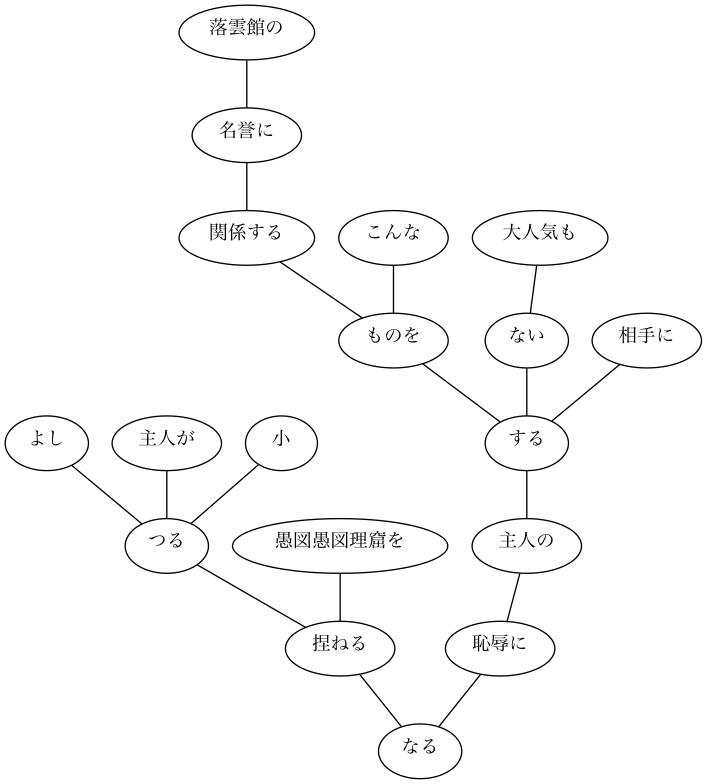 落雲館の
名誉に
関係する
こんな
大人気も
ものを
ない
相手に
よし
主人が
小
する
つる
愚図愚図理窟を
主人の
捏ねる
恥辱に
なる